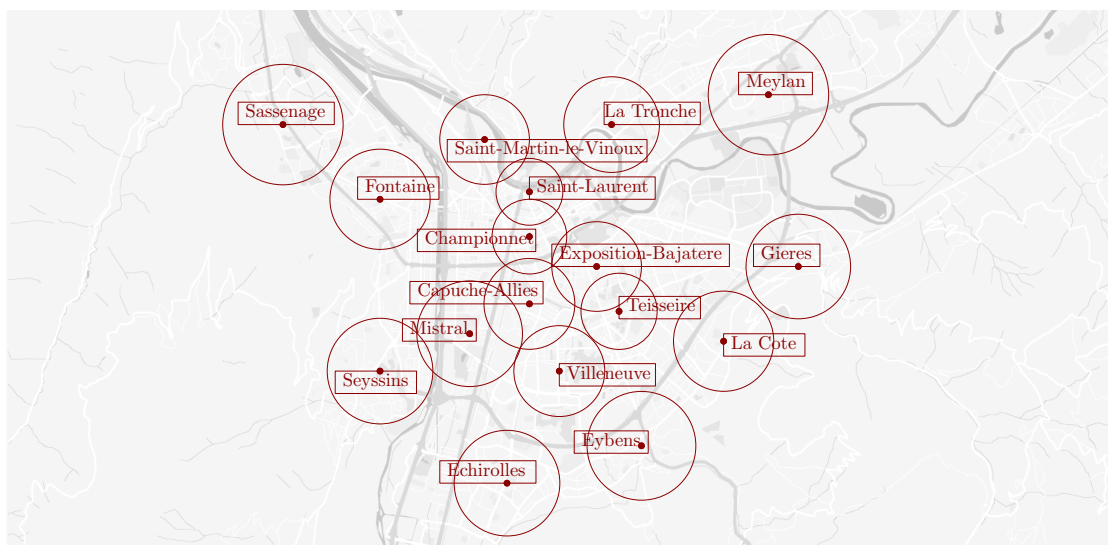 Meylan
Sassenage
La Tronche
Saint-Martin-le-Vinoux
Fontaine
Saint-Laurent
Championnet
Exposition-Bajatere
Gieres
Capuche-Allies
Teisseire
Mistral
La Cote
Seyssins
Villeneuve
Eybens
Echirolles